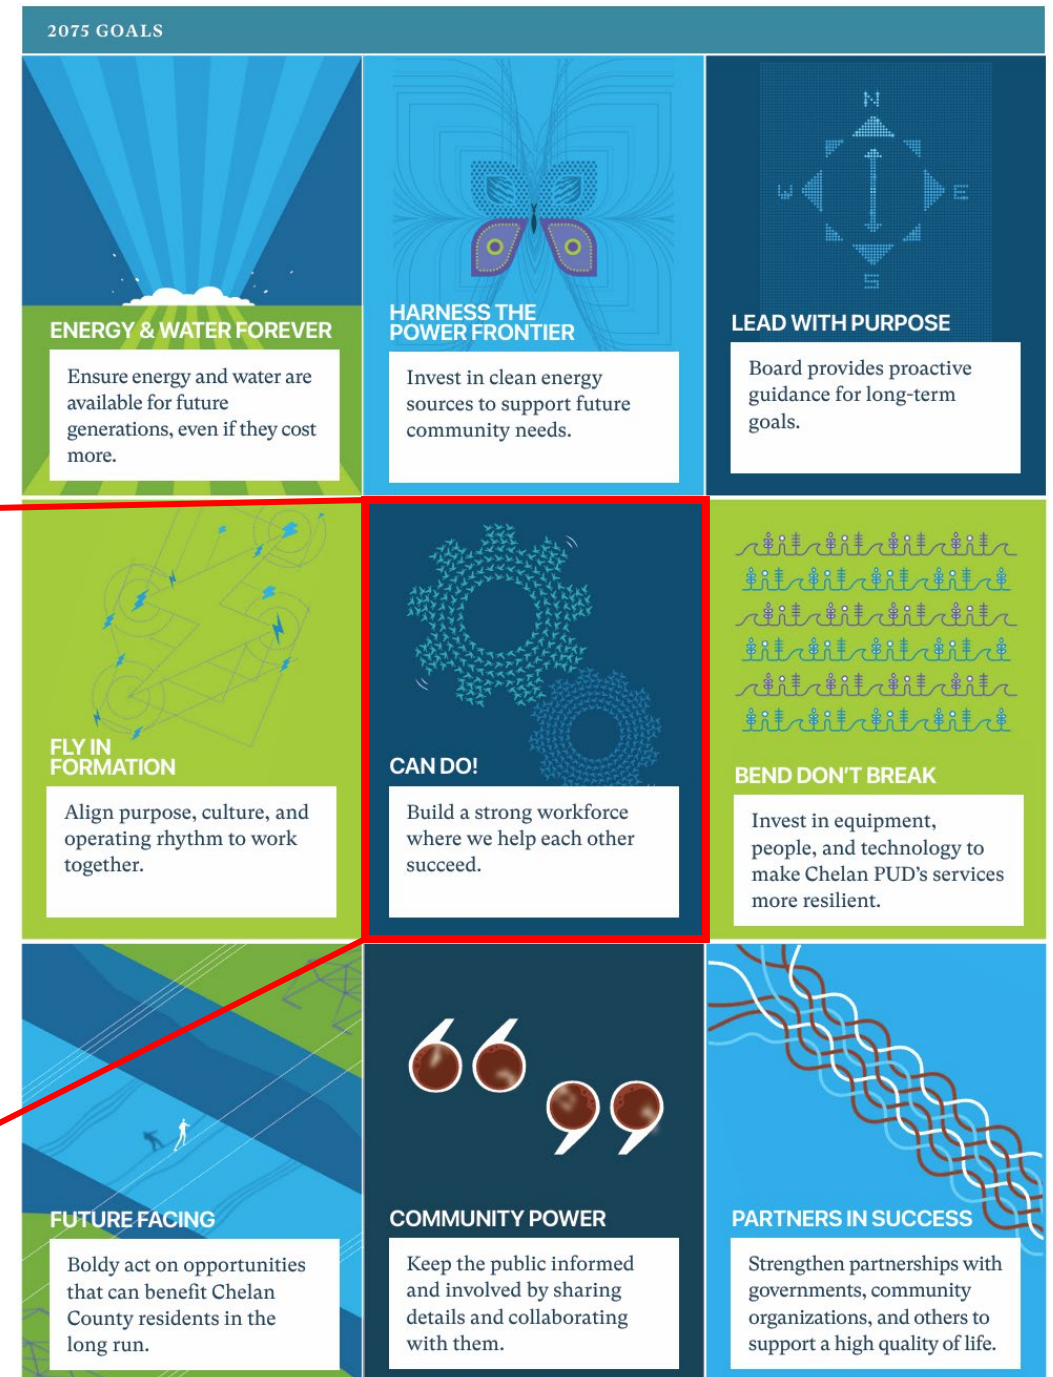 2075 GOALS
ENERGY & WATER FOREVER
Ensure energy and water are
available for future
generations, even if they cost
more.
HARNESS THE
POWER FRONTIER
Invest in clean energy
sources to support future
community needs.
N
W
E
S
LEAD WITH PURPOSE
Board provides proactive
guidance for long-term
goals.
FLY IN
FORMATION
Align purpose, culture, and
operating rhythm to work
together.
CAN DO!
Build a strong workforce
where we help each other
succeed.
BEND DON'T BREAK
Invest in equipment,
people, and technology to
make Chelan PUD's services
more resilient.
FUTURE FACING
Boldy act on opportunities
that can benefit Chelan
County residents in the
long run.
COMMUNITY POWER
Keep the public informed
and involved by sharing
details and collaborating
with them.
PARTNERS IN SUCCESS
Strengthen partnerships with
governments, community
organizations, and others to
support a high quality of life.